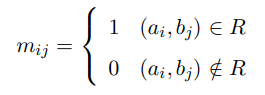 m_{ij} = { 1 (a_i, b_j) ∈ R
0 (a_i, b_j) ∉ R